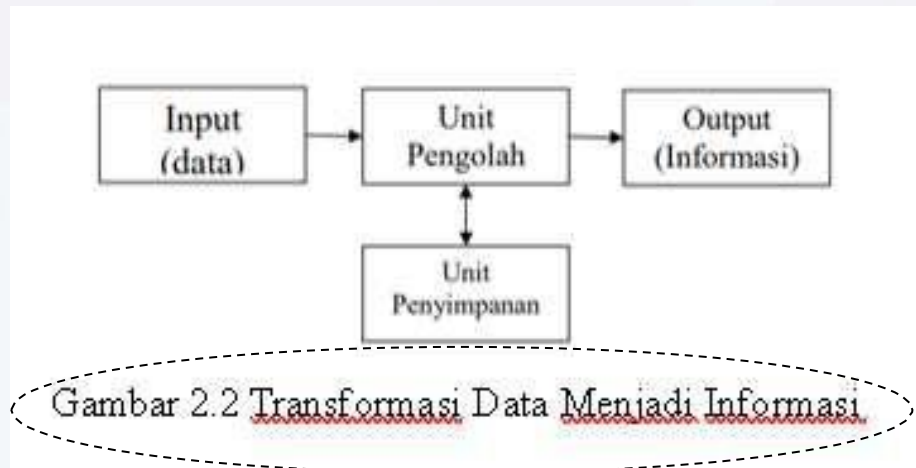 Input
(data)
Unit
Pengolah
Output
(Informasi)
Unit
Penyimpanan
Gambar 2.2 Transformasi Data Menjadi Informasi